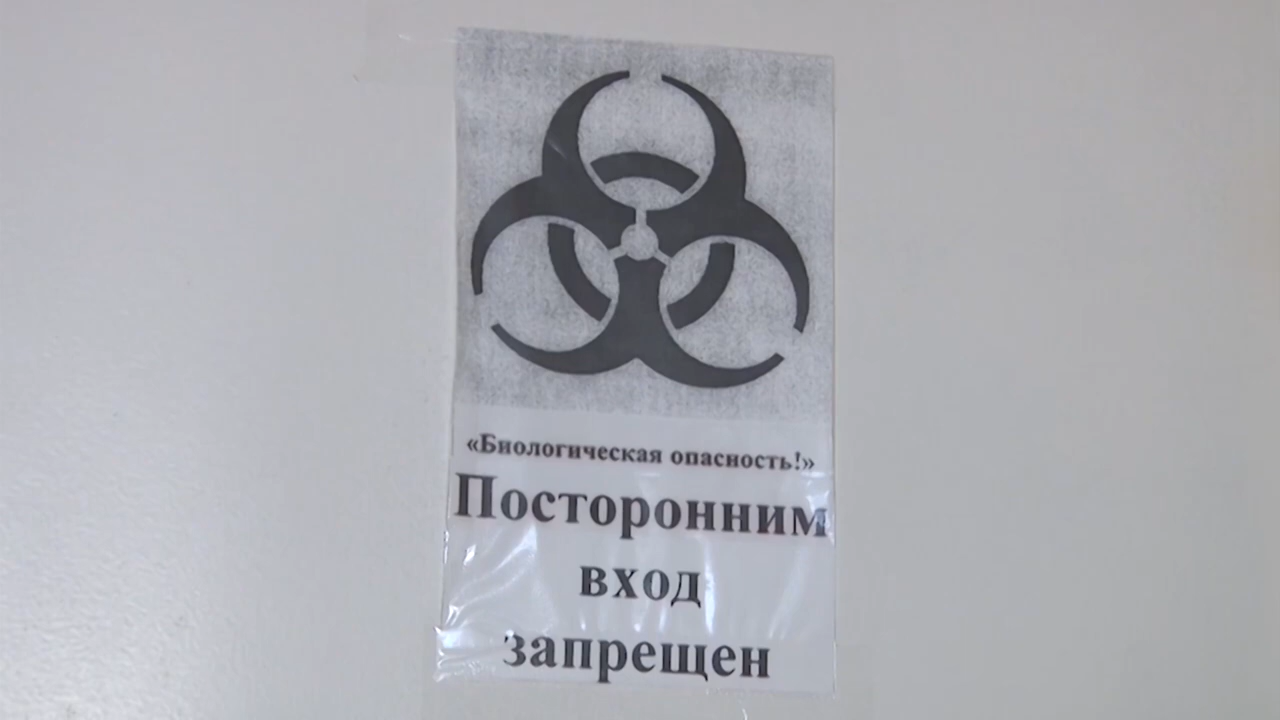 «Биологическая опасность!»
Посторонним
вход
запрещен